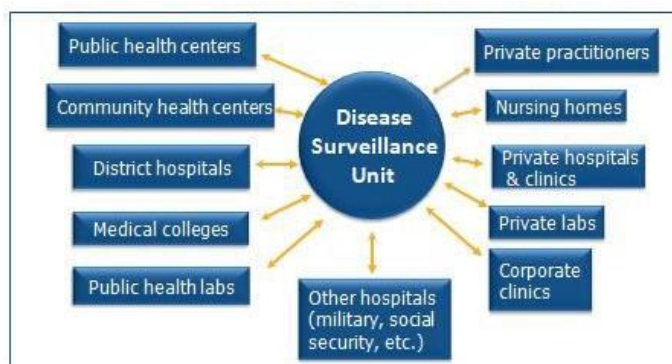 Public health centers
Community health centers
District hospitals
Medical colleges
Public health labs
Disease
Surveillance
Unit
Other hospitals
(military, social
security, etc.)
Private practitioners
Nursing homes
Private hospitals
& clinics
Private labs
Corporate
clinics